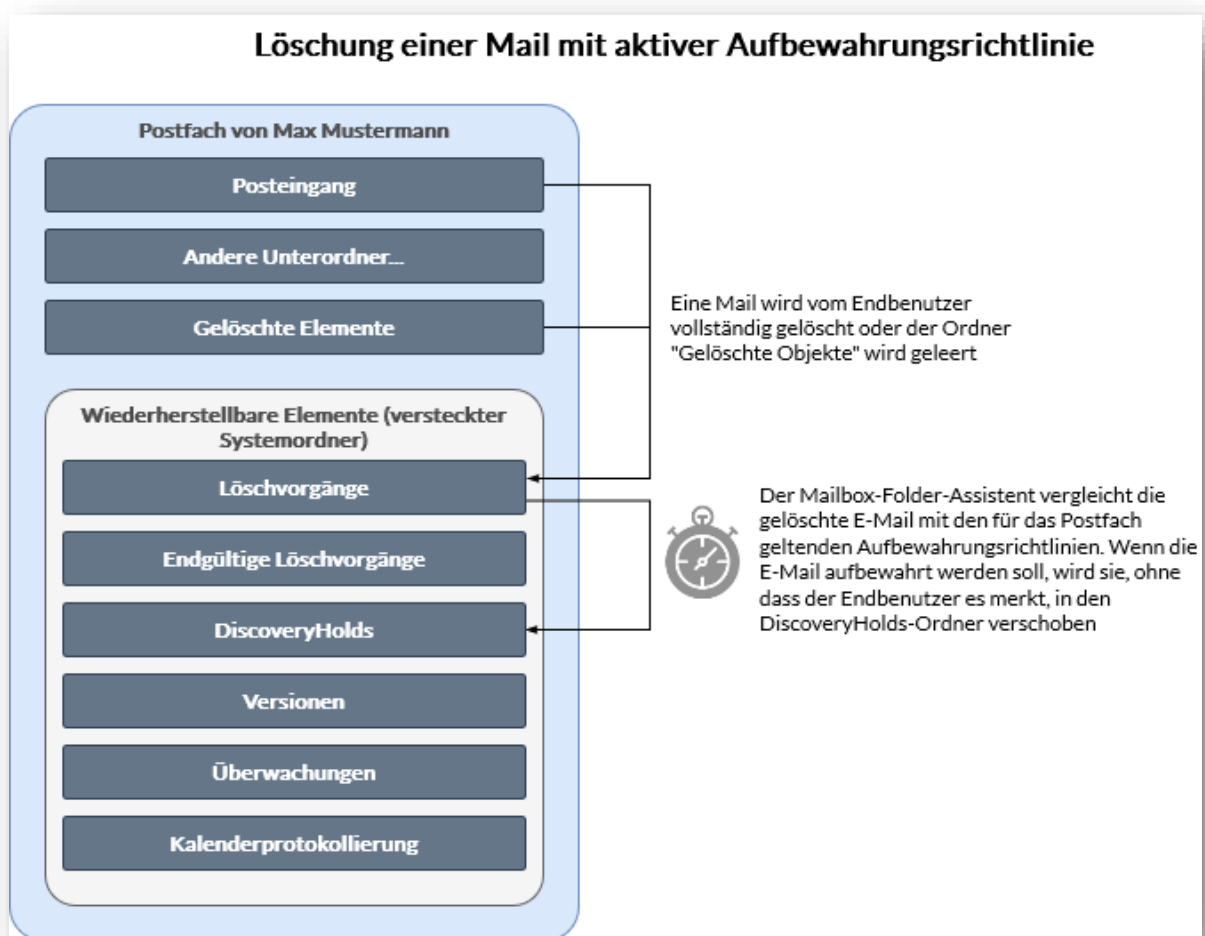 Löschung einer Mail mit aktiver Aufbewahrungsrichtlinie
Postfach von Max Mustermann
Posteingang
Andere Unterordner...
Gelöschte Elemente
Eine Mail wird vom Endbenutzer
vollständig gelöscht oder der Ordner
"Gelöschte Objekte" wird geleert
Wiederherstellbare Elemente (versteckter
Systemordner)
Löschvorgänge
Endgültige Löschvorgänge
DiscoveryHolds
Versionen
Überwachungen
Kalenderprotokollierung
Der Mailbox-Folder-Assistent vergleicht die
gelöschte E-Mail mit den für das Postfach
geltenden Aufbewahrungsrichtlinien. Wenn die
E-Mail aufbewahrt werden soll, wird sie, ohne
dass der Endbenutzer es merkt, in den
DiscoveryHolds-Ordner verschoben